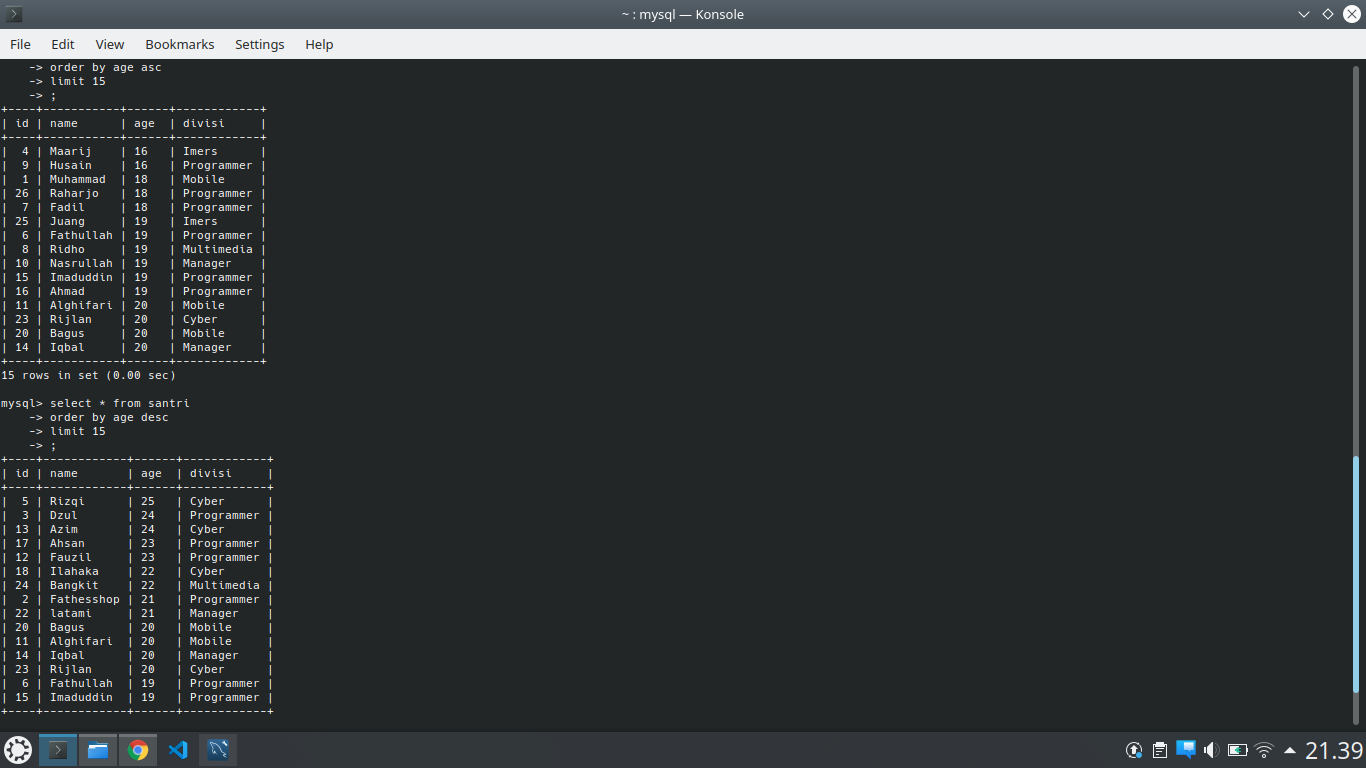 ~ : mysql — Konsole
File Edit View Bookmarks Settings Help
    -> order by age asc
    -> limit 15
    -> ;
+----+-----------+------+------------+
| id | name      | age  | divisi     |
+----+-----------+------+------------+
|  4 | Maarij    | 16   | Imers      |
|  9 | Husain    | 16   | Programmer |
|  1 | Muhammad  | 18   | Mobile     |
| 26 | Raharjo   | 18   | Programmer |
|  7 | Fadil     | 18   | Programmer |
| 25 | Juang     | 19   | Imers      |
|  6 | Fathullah | 19   | Programmer |
|  8 | Ridho     | 19   | Multimedia |
| 10 | Nasrullah | 19   | Manager    |
| 15 | Imaduddin | 19   | Programmer |
| 16 | Ahmad     | 19   | Programmer |
| 11 | Alghifari | 20   | Mobile     |
| 23 | Rijlan    | 20   | Cyber      |
| 20 | Bagus     | 20   | Mobile     |
| 14 | Iqbal     | 20   | Manager    |
+----+-----------+------+------------+
15 rows in set (0.00 sec)
mysql> select * from santri
    -> order by age desc
    -> limit 15
    -> ;
+----+------------+------+------------+
| id | name       | age  | divisi     |
+----+------------+------+------------+
|  5 | Rizqi      | 25   | Cyber      |
|  3 | Dzul       | 24   | Programmer |
| 13 | Azim       | 24   | Cyber      |
| 17 | Ahsan      | 23   | Programmer |
| 12 | Fauzil     | 23   | Programmer |
| 18 | Ilahaka    | 22   | Cyber      |
| 24 | Bangkit    | 22   | Multimedia |
|  2 | Fathesshop | 21   | Programmer |
| 22 | latami     | 21   | Manager    |
| 20 | Bagus      | 20   | Mobile     |
| 11 | Alghifari  | 20   | Mobile     |
| 14 | Iqbal      | 20   | Manager    |
| 23 | Rijlan     | 20   | Cyber      |
|  6 | Fathullah  | 19   | Programmer |
| 15 | Imaduddin  | 19   | Programmer |
+----+------------+------+------------+
21.39